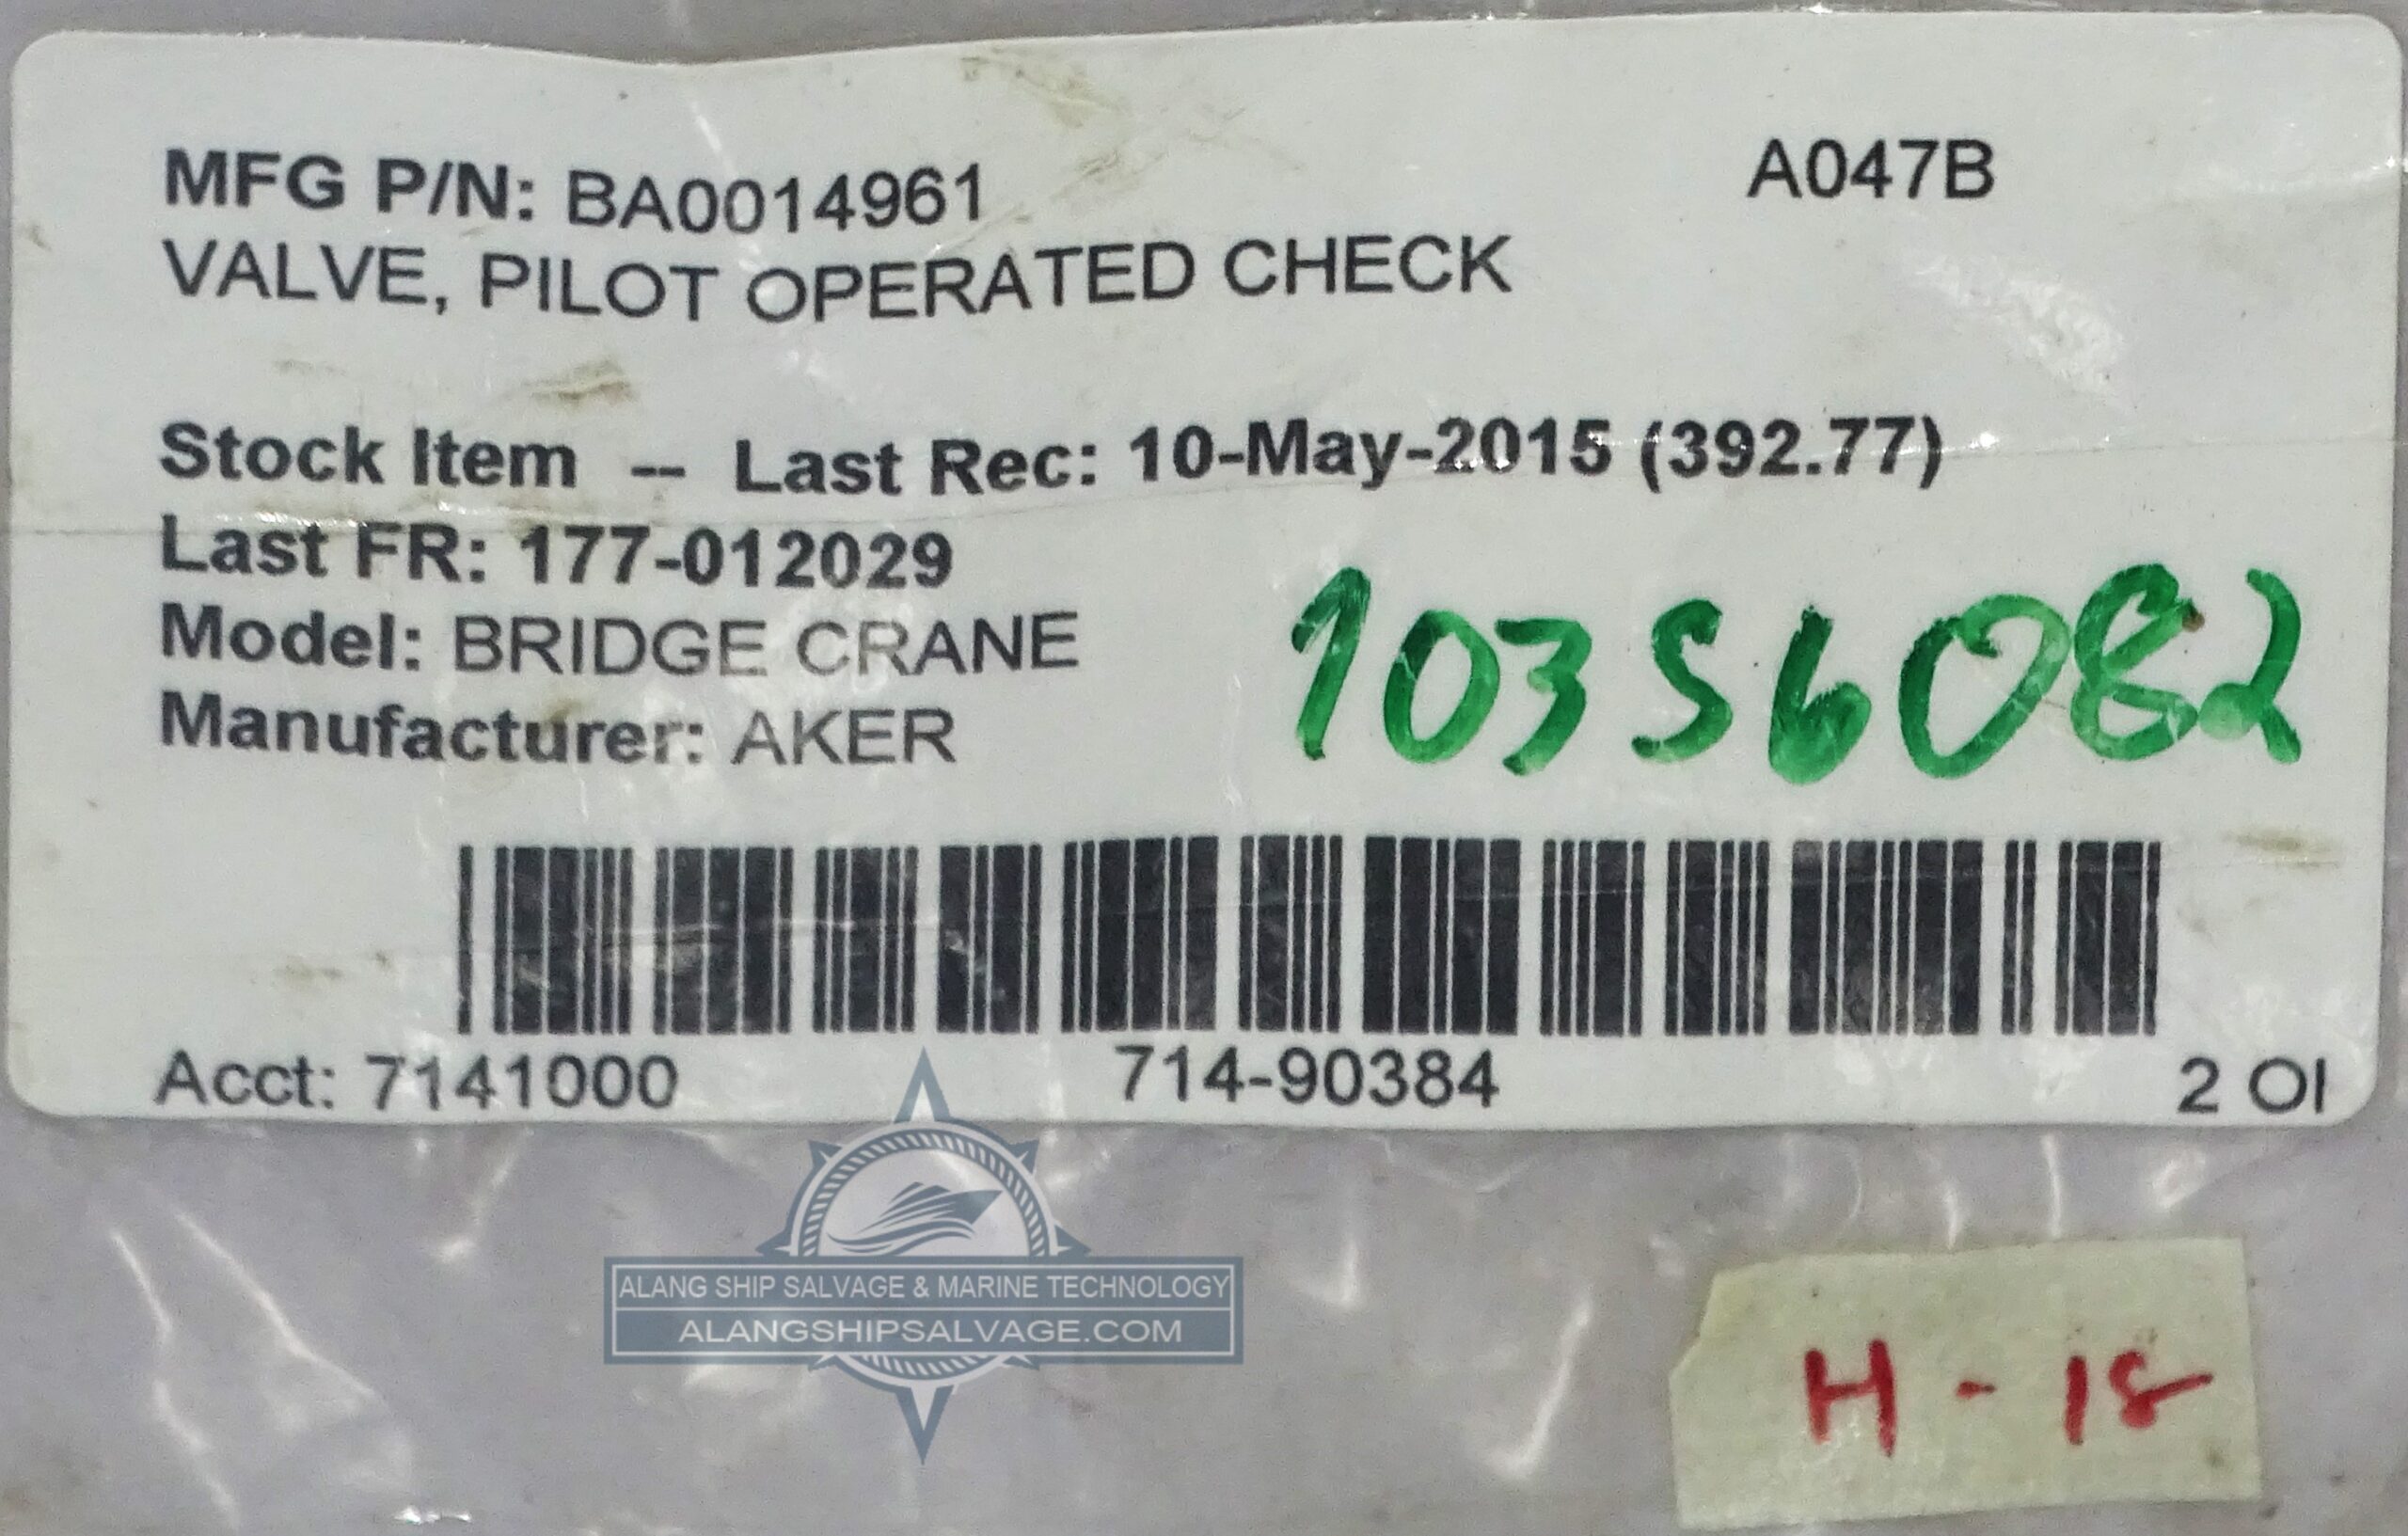 MFG P/N: BA0014961 A047B
VALVE, PILOT OPERATED CHECK
Stock Item -- Last Rec: 10-May-2015 (392.77)
Last FR: 177-012029
Model: BRIDGE CRANE
Manufacturer: AKER
10356082
Acct: 7141000 714-90384 2 OI
ALANG SHIP SALVAGE & MARINE TECHNOLOGY
ALANGSHIPSALVAGE.COM
H - 18